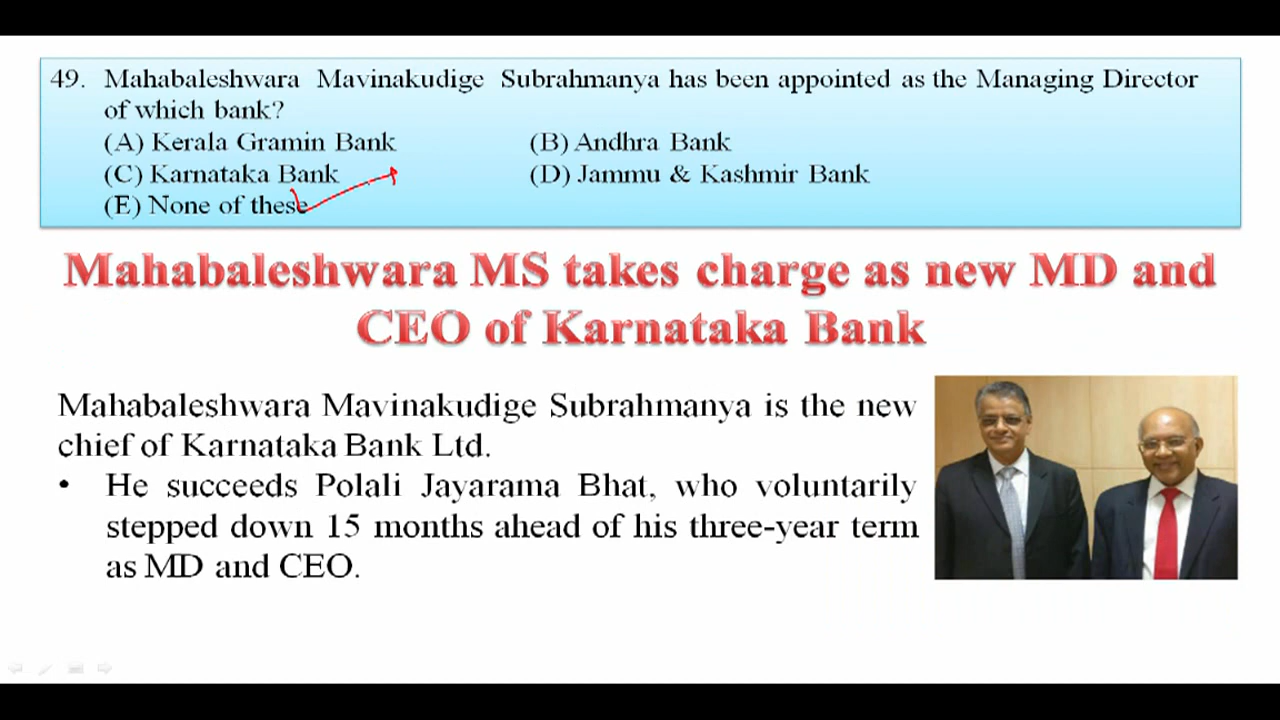 49. Mahabaleshwara Mavinakudige Subrahmanya has been appointed as the Managing Director
of which bank?
(A) Kerala Gramin Bank (B) Andhra Bank
(C) Karnataka Bank (D) Jammu & Kashmir Bank
(E) None of these
Mahabaleshwara MS takes charge as new MD and
CEO of Karnataka Bank
Mahabaleshwara Mavinakudige Subrahmanya is the new
chief of Karnataka Bank Ltd.
• He succeeds Polali Jayarama Bhat, who voluntarily
stepped down 15 months ahead of his three-year term
as MD and CEO.